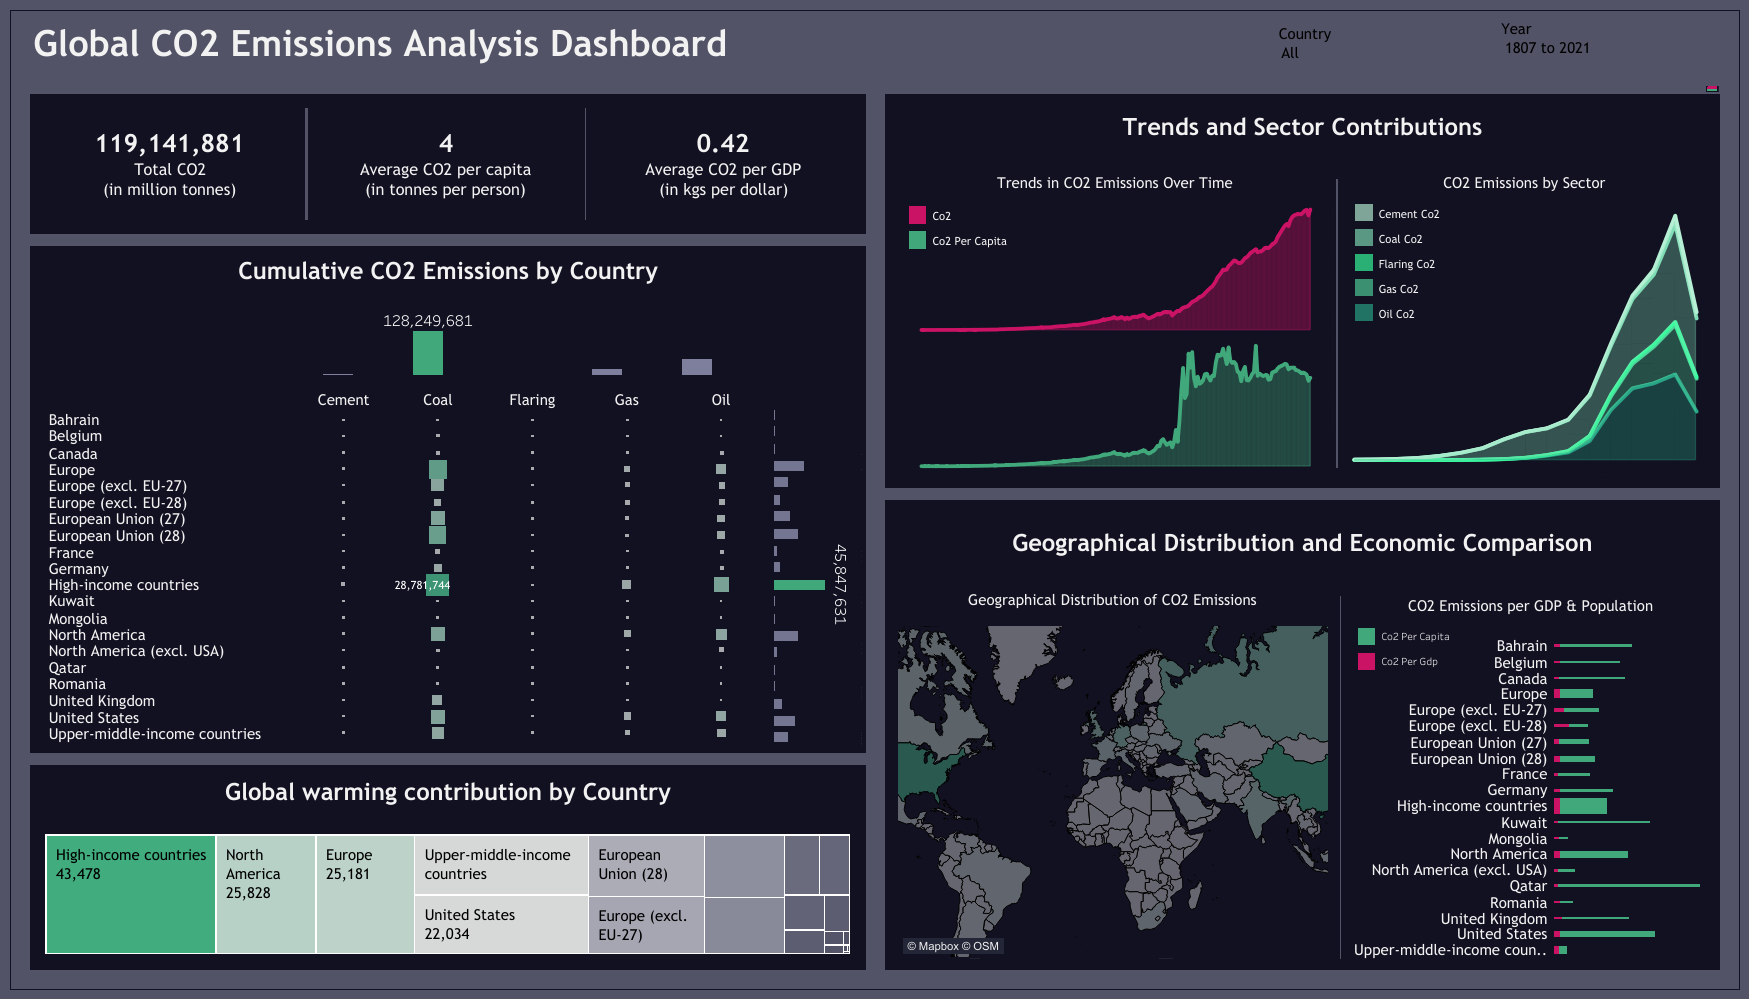 Global CO2 Emissions Analysis Dashboard
Country
All
Year
1807 to 2021
119,141,881
Total CO2
(in million tonnes)
4
Average CO2 per capita
(in tonnes per person)
0.42
Average CO2 per GDP
(in kgs per dollar)
Cumulative CO2 Emissions by Country
128,249,681
Cement
Coal
Flaring
Gas
Oil
Bahrain
Belgium
Canada
Europe
Europe (excl. EU-27)
Europe (excl. EU-28)
European Union (27)
European Union (28)
France
Germany
High-income countries
28,781,744
Kuwait
Mongolia
North America
North America (excl. USA)
Qatar
Romania
United Kingdom
United States
Upper-middle-income countries
45,847,631
Global warming contribution by Country
High-income countries
43,478
North
America
25,828
Europe
25,181
Upper-middle-income
countries
United States
22,034
European
Union (28)
Europe (excl.
EU-27)
Trends and Sector Contributions
Trends in CO2 Emissions Over Time
Co2
Co2 Per Capita
CO2 Emissions by Sector
Cement Co2
Coal Co2
Flaring Co2
Gas Co2
Oil Co2
Geographical Distribution and Economic Comparison
Geographical Distribution of CO2 Emissions
© Mapbox © OSM
CO2 Emissions per GDP & Population
Co2 Per Capita
Co2 Per Gdp
Bahrain
Belgium
Canada
Europe
Europe (excl. EU-27)
Europe (excl. EU-28)
European Union (27)
European Union (28)
France
Germany
High-income countries
Kuwait
Mongolia
North America
North America (excl. USA)
Qatar
Romania
United Kingdom
United States
Upper-middle-income coun..